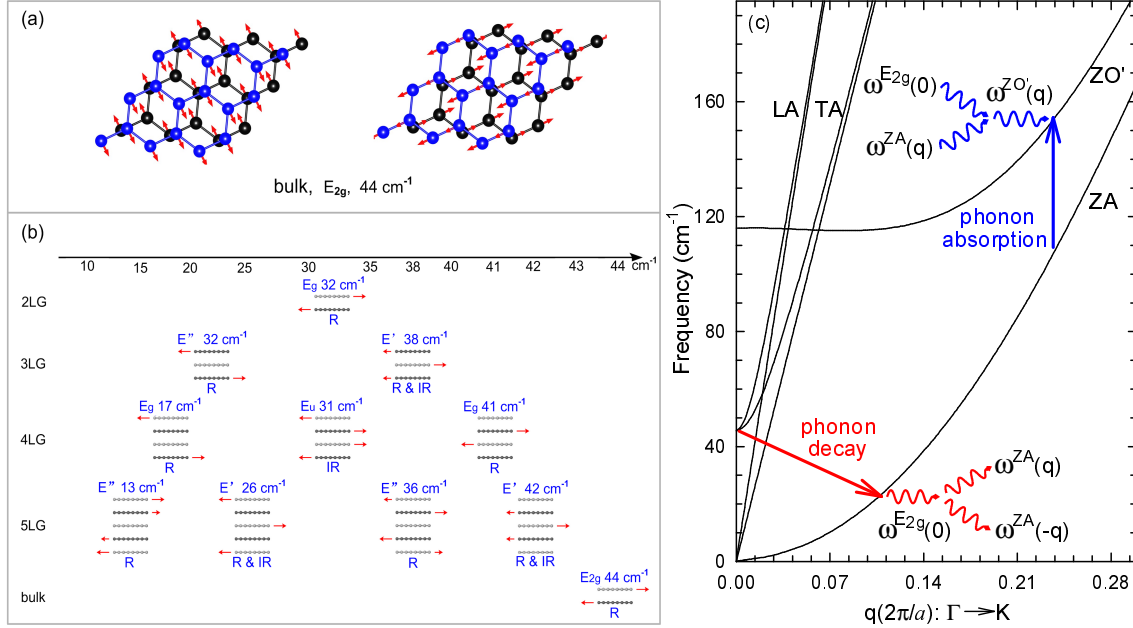 (a)
bulk, E2g, 44 cm-1
(b)
10 15 20 25 30 35 38 40 41 42 43 44 cm-1
2LG
Eg 32 cm-1
R
3LG
E” 32 cm-1
R
E’ 38 cm-1
R & IR
4LG
Eg 17 cm-1
R
Eu 31 cm-1
IR
Eg 41 cm-1
R
5LG
E” 13 cm-1
R
E’ 26 cm-1
R & IR
E” 36 cm-1
R
E’ 42 cm-1
R & IR
bulk
E2g 44 cm-1
R
(c)
Frequency (cm-1)
160
120
80
40
0
0.00 0.07 0.14 0.21 0.28
q(2π/a): Γ→K
LA
TA
ZO'
ZA
ωE2g(0)
ωZO'(q)
ωZA(q)
phonon
absorption
phonon
decay
ωE2g(0)
ωZA(q)
ωZA(-q)